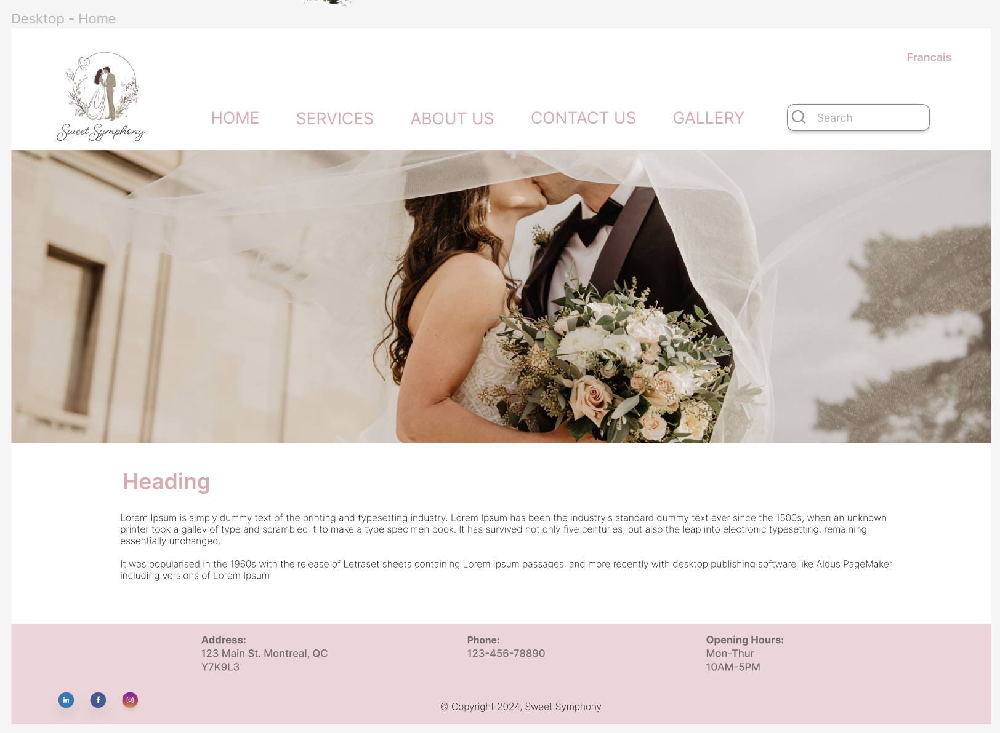 Desktop - Home
Francais
Sweet Symphony
HOME SERVICES ABOUT US CONTACT US GALLERY Search
Heading
Lorem Ipsum is simply dummy text of the printing and typesetting industry. Lorem Ipsum has been the industry's standard dummy text ever since the 1500s, when an unknown
printer took a galley of type and scrambled it to make a type specimen book. It has survived not only five centuries, but also the leap into electronic typesetting, remaining
essentially unchanged.
It was popularised in the 1960s with the release of Letraset sheets containing Lorem Ipsum passages, and more recently with desktop publishing software like Aldus PageMaker
including versions of Lorem Ipsum
Address:
123 Main St. Montreal, QC
Y7K9L3
Phone:
123-456-78890
Opening Hours:
Mon-Thur
10AM-5PM
in f
© Copyright 2024, Sweet Symphony